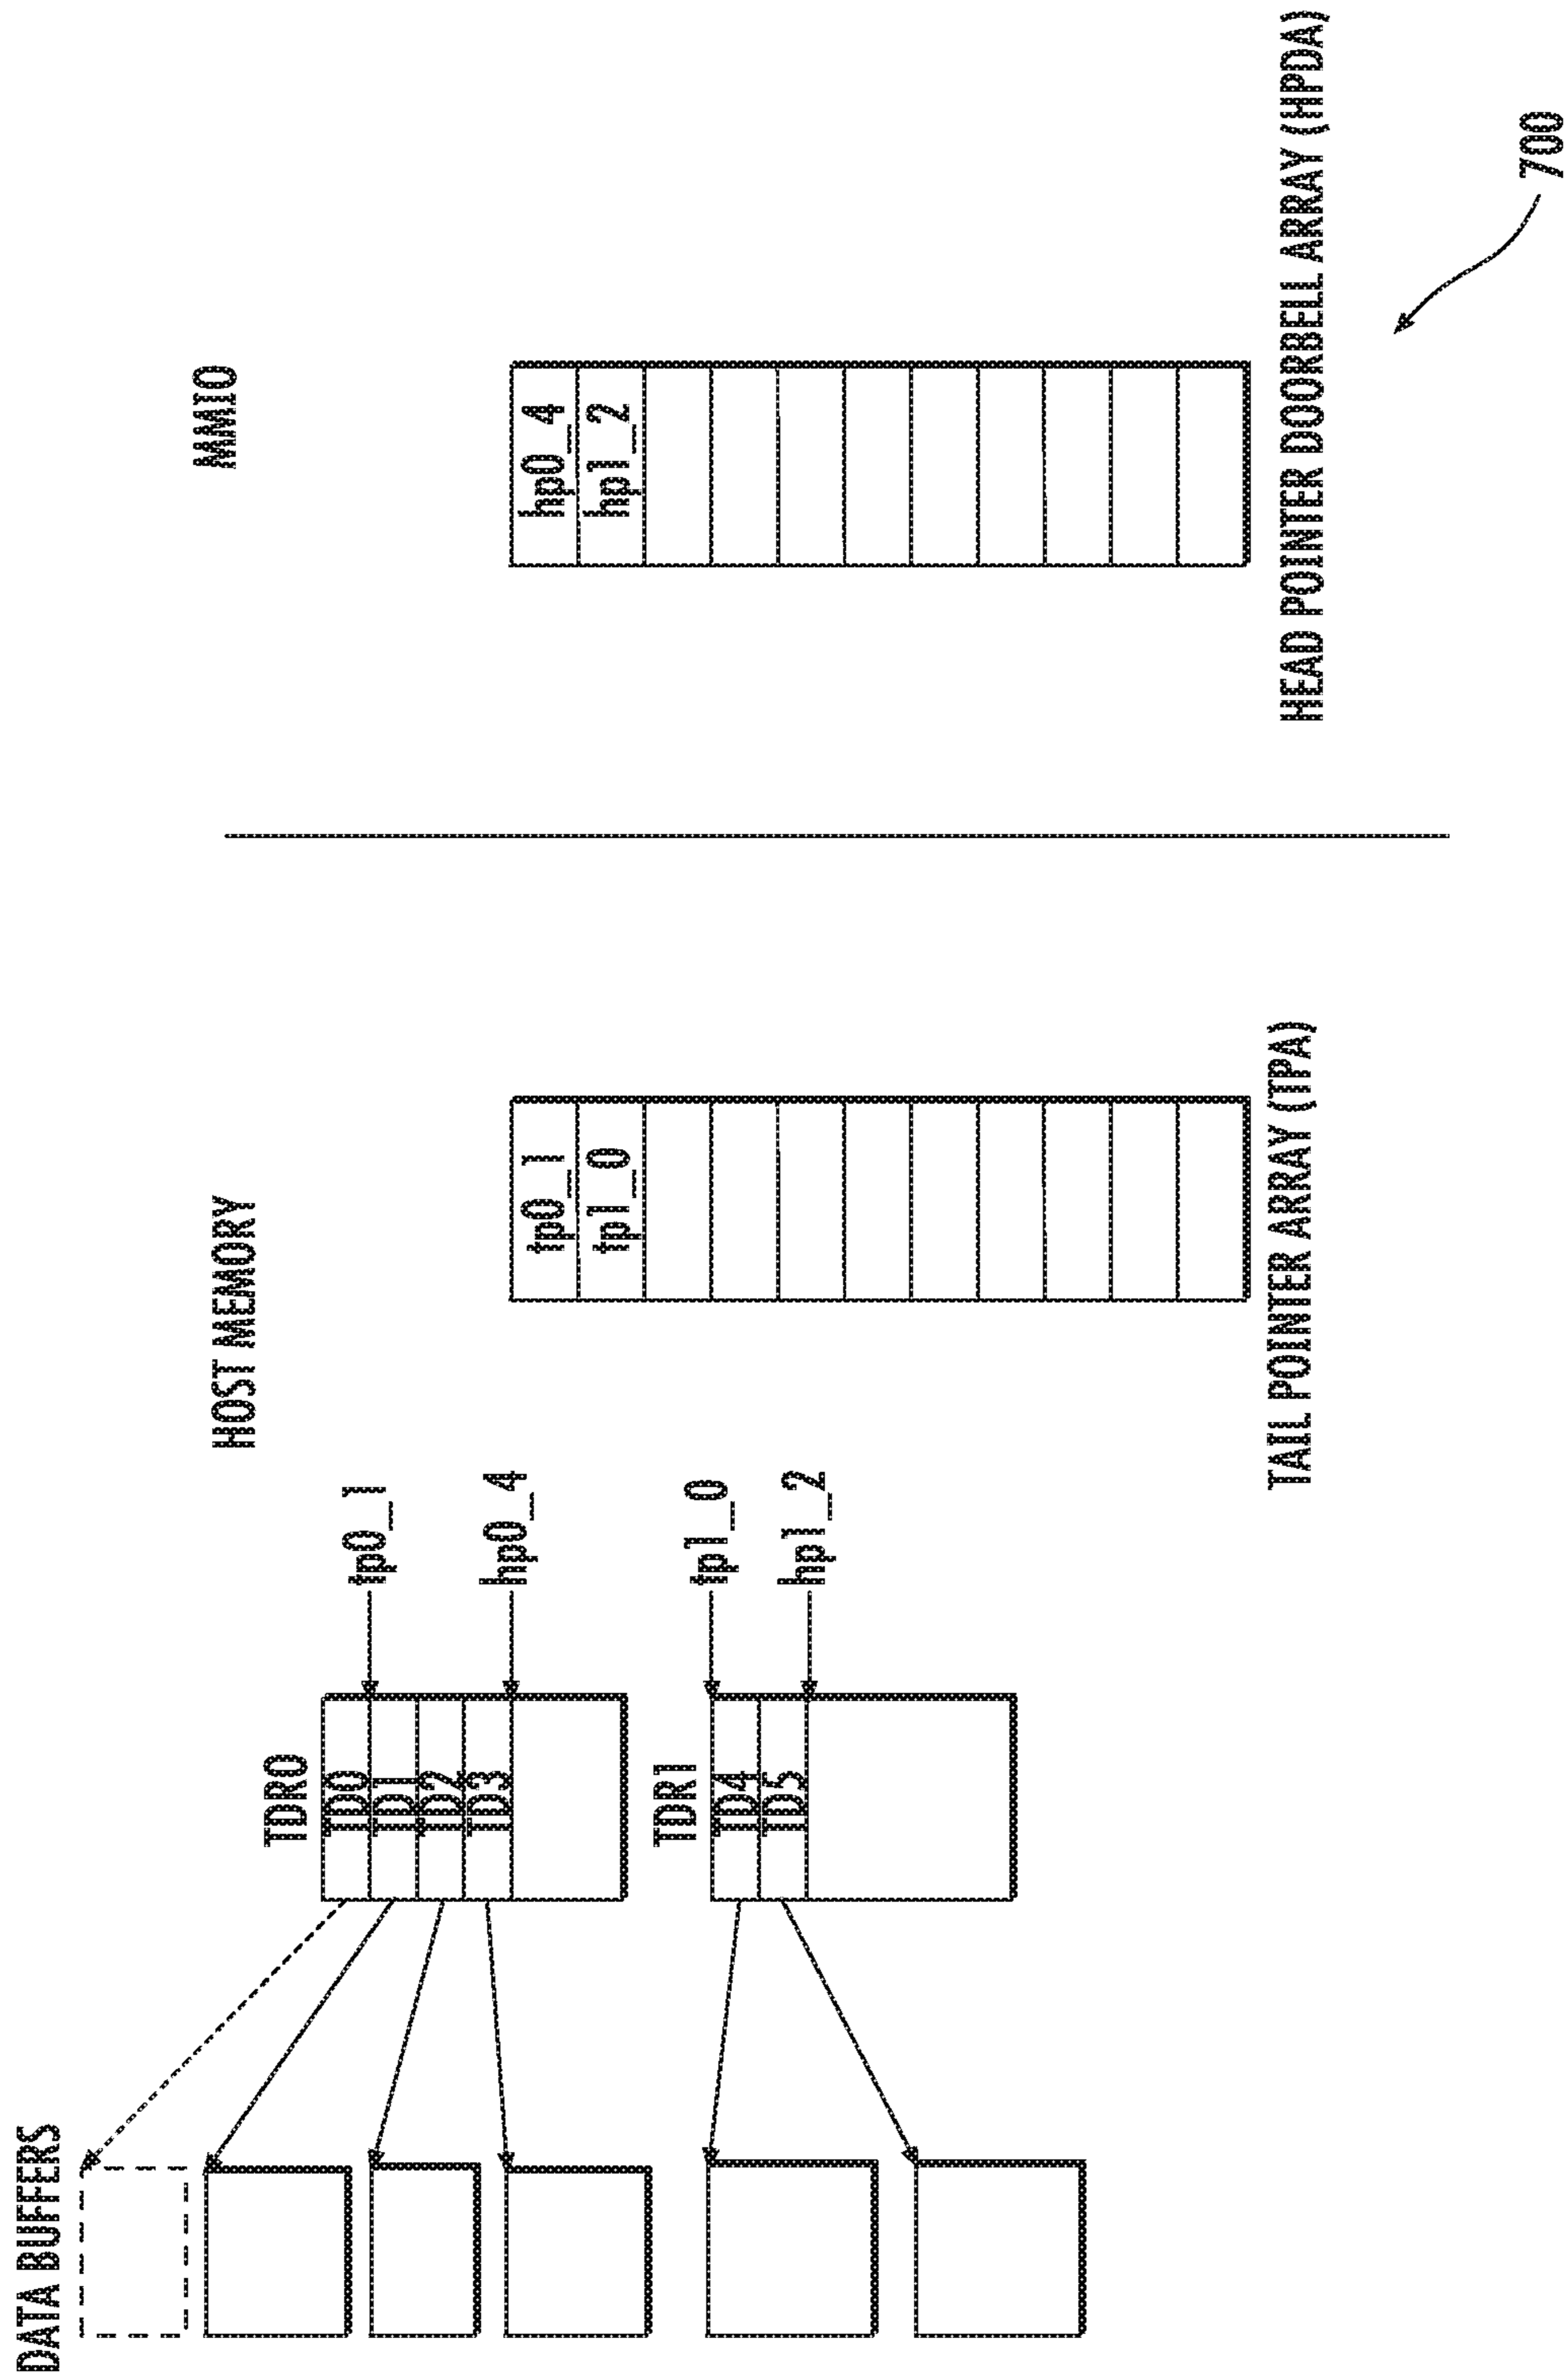 DATA BUFFERS
HOST MEMORY
MMIO
TDR0
TD0
TD1
TD2
TD3
tp0_1
hp0_4
TDR1
TD4
TD5
tp1_0
hp1_2
tp0_1
tp1_0
TAIL POINTER ARRAY (TPA)
hp0_4
hp1_2
HEAD POINTER DOORBELL ARRAY (HPDA)
700